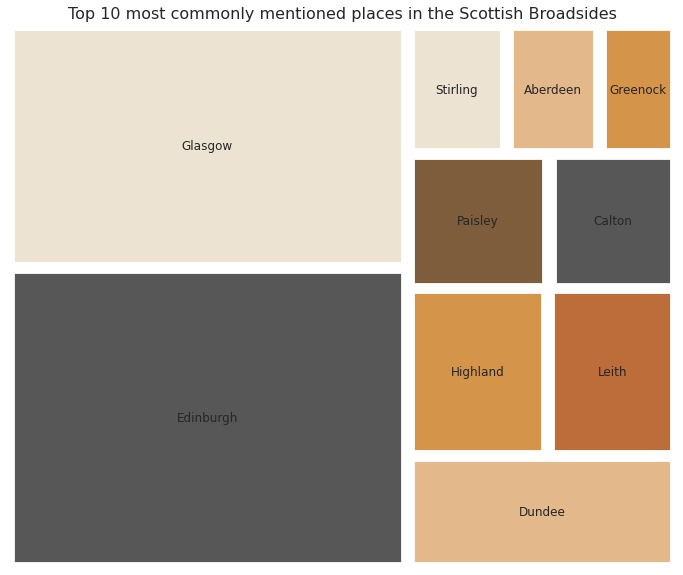 Top 10 most commonly mentioned places in the Scottish Broadsides
Stirling
Aberdeen
Greenock
Glasgow
Paisley
Calton
Highland
Leith
Edinburgh
Dundee